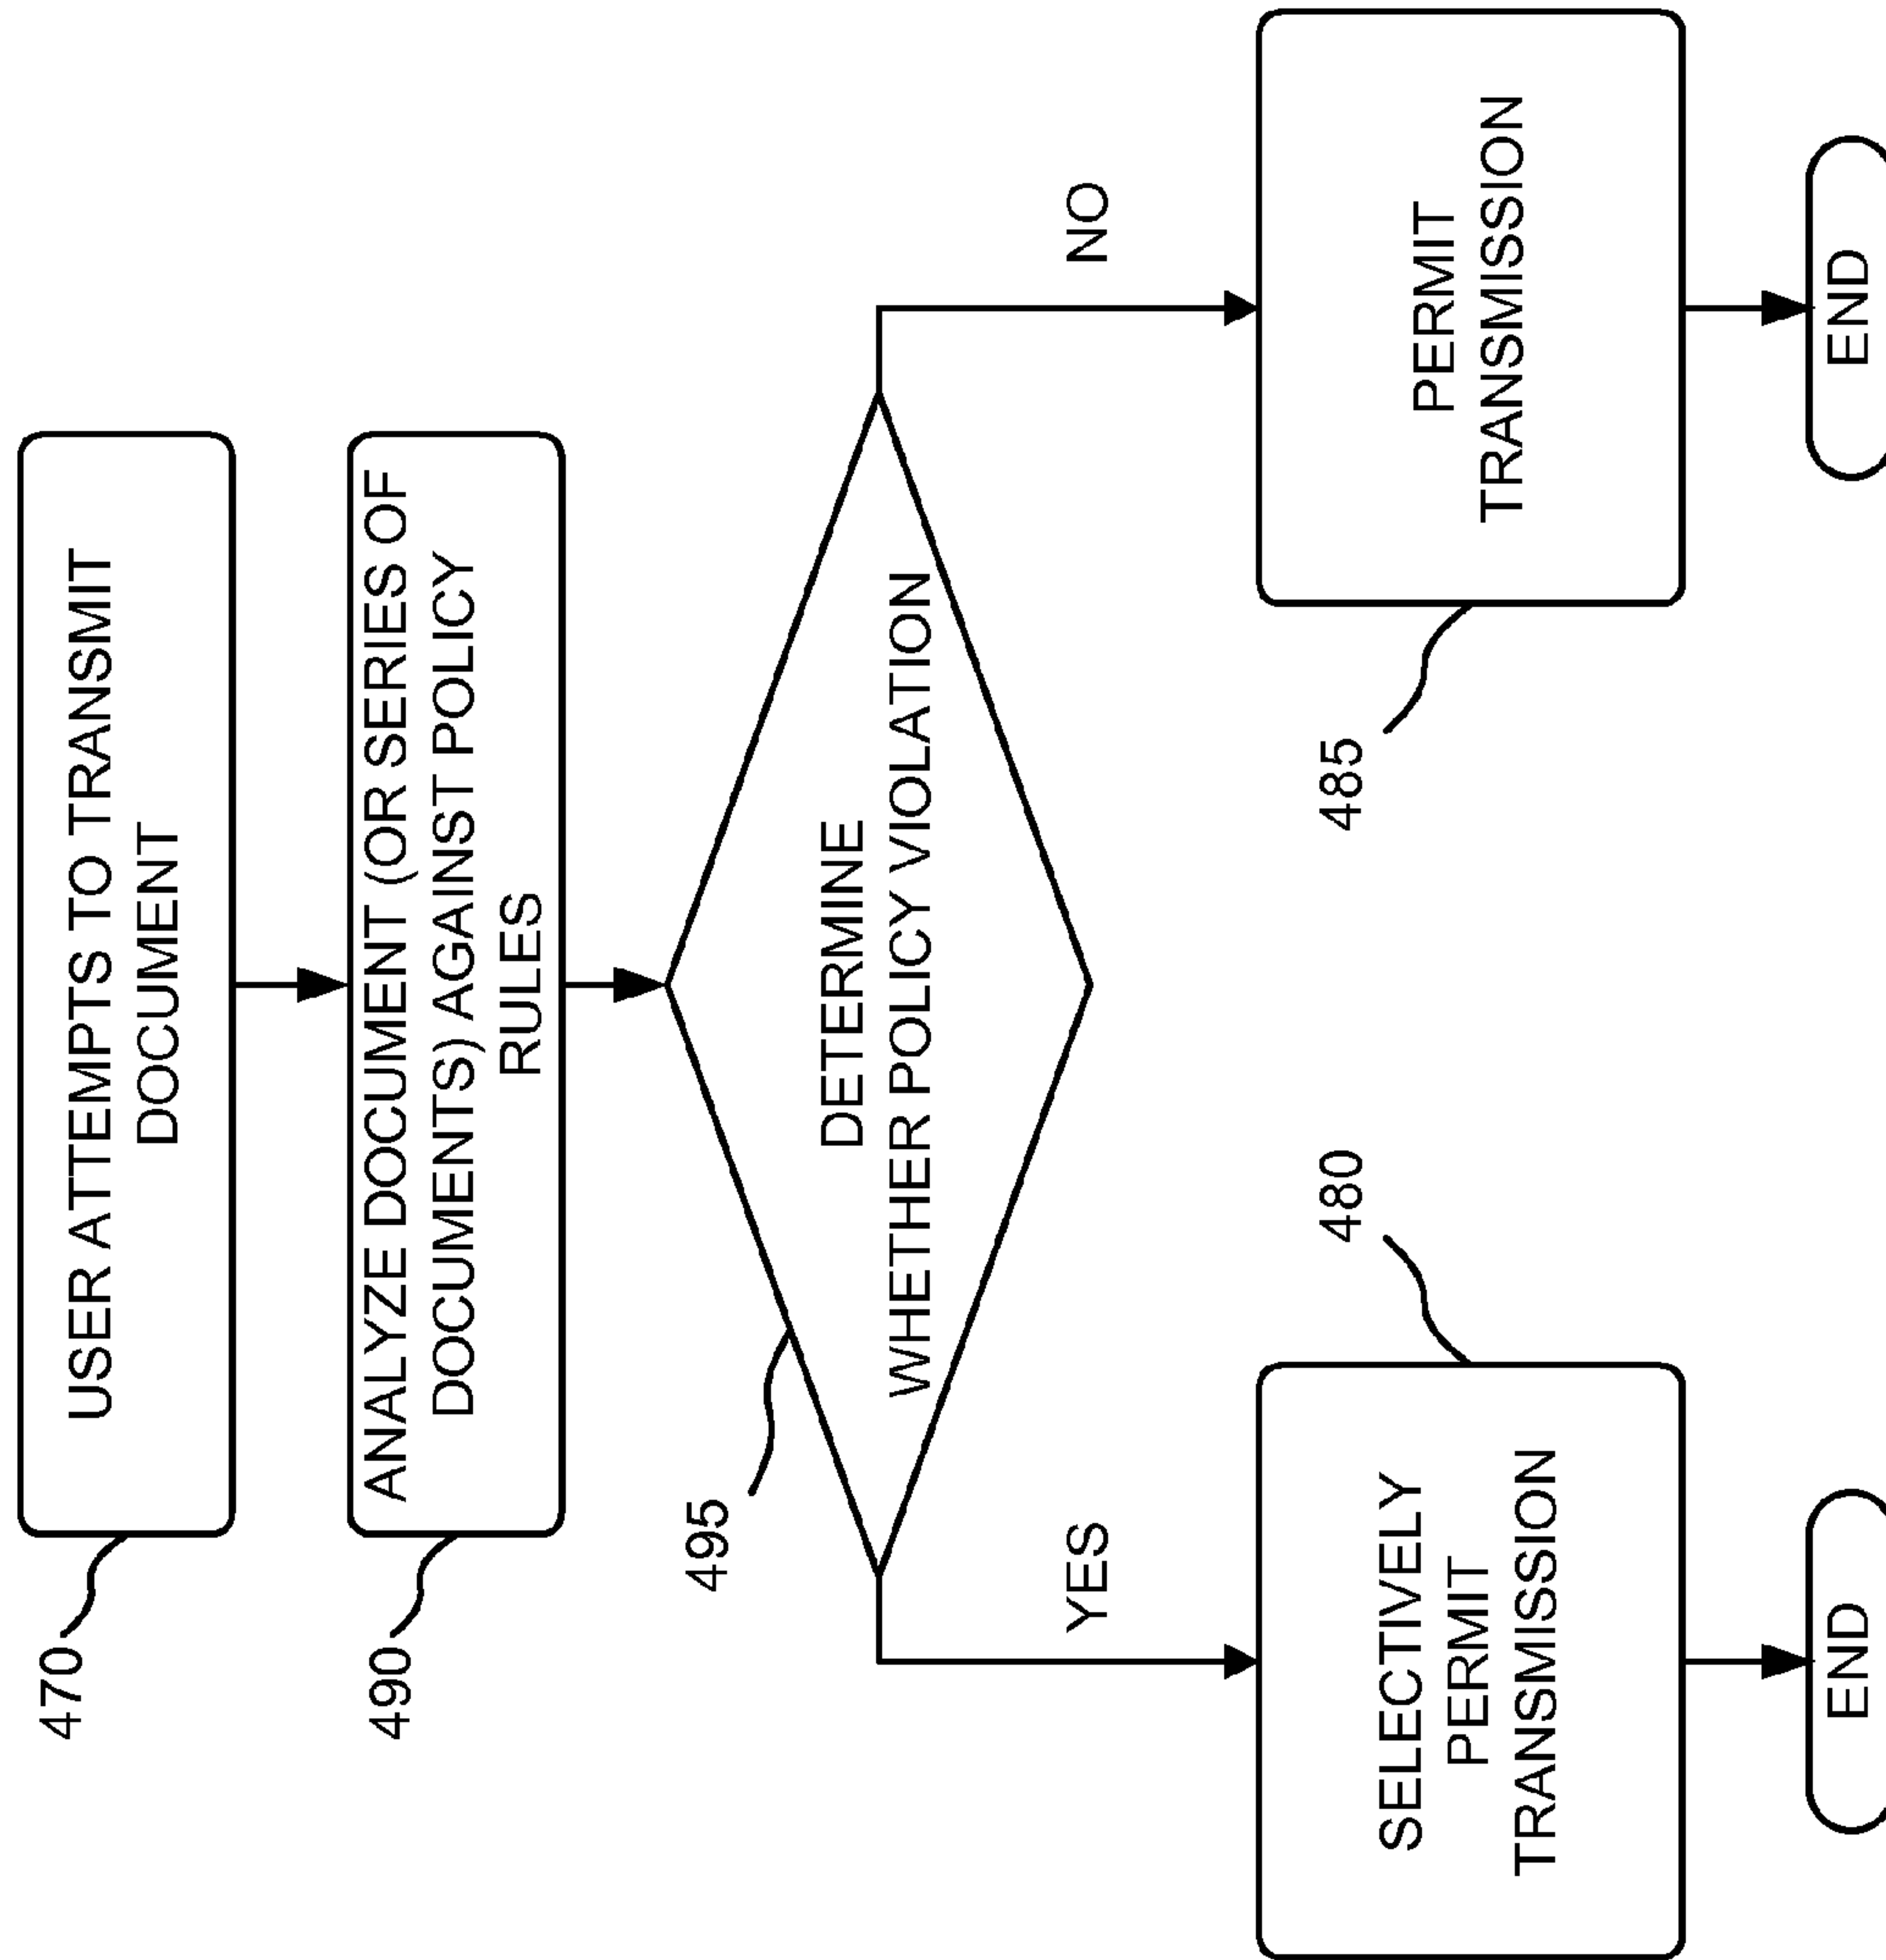 470
USER ATTEMPTS TO TRANSMIT
DOCUMENT
490
ANALYZE DOCUMENT (OR SERIES OF
DOCUMENTS) AGAINST POLICY
RULES
495
DETERMINE
WHETHER POLICY VIOLATION
YES
NO
480
485
SELECTIVELY
PERMIT
TRANSMISSION
PERMIT
TRANSMISSION
END
END